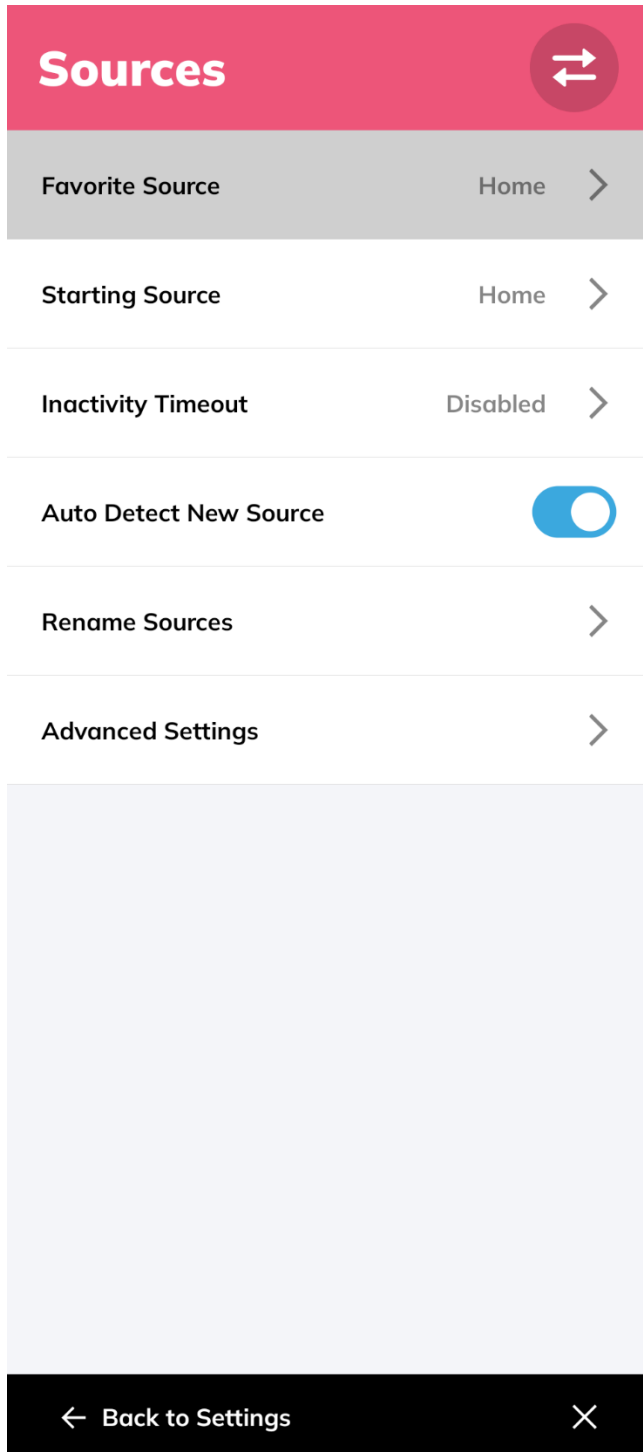 Sources
Favorite Source Home
Starting Source Home
Inactivity Timeout Disabled
Auto Detect New Source
Rename Sources
Advanced Settings
Back to Settings